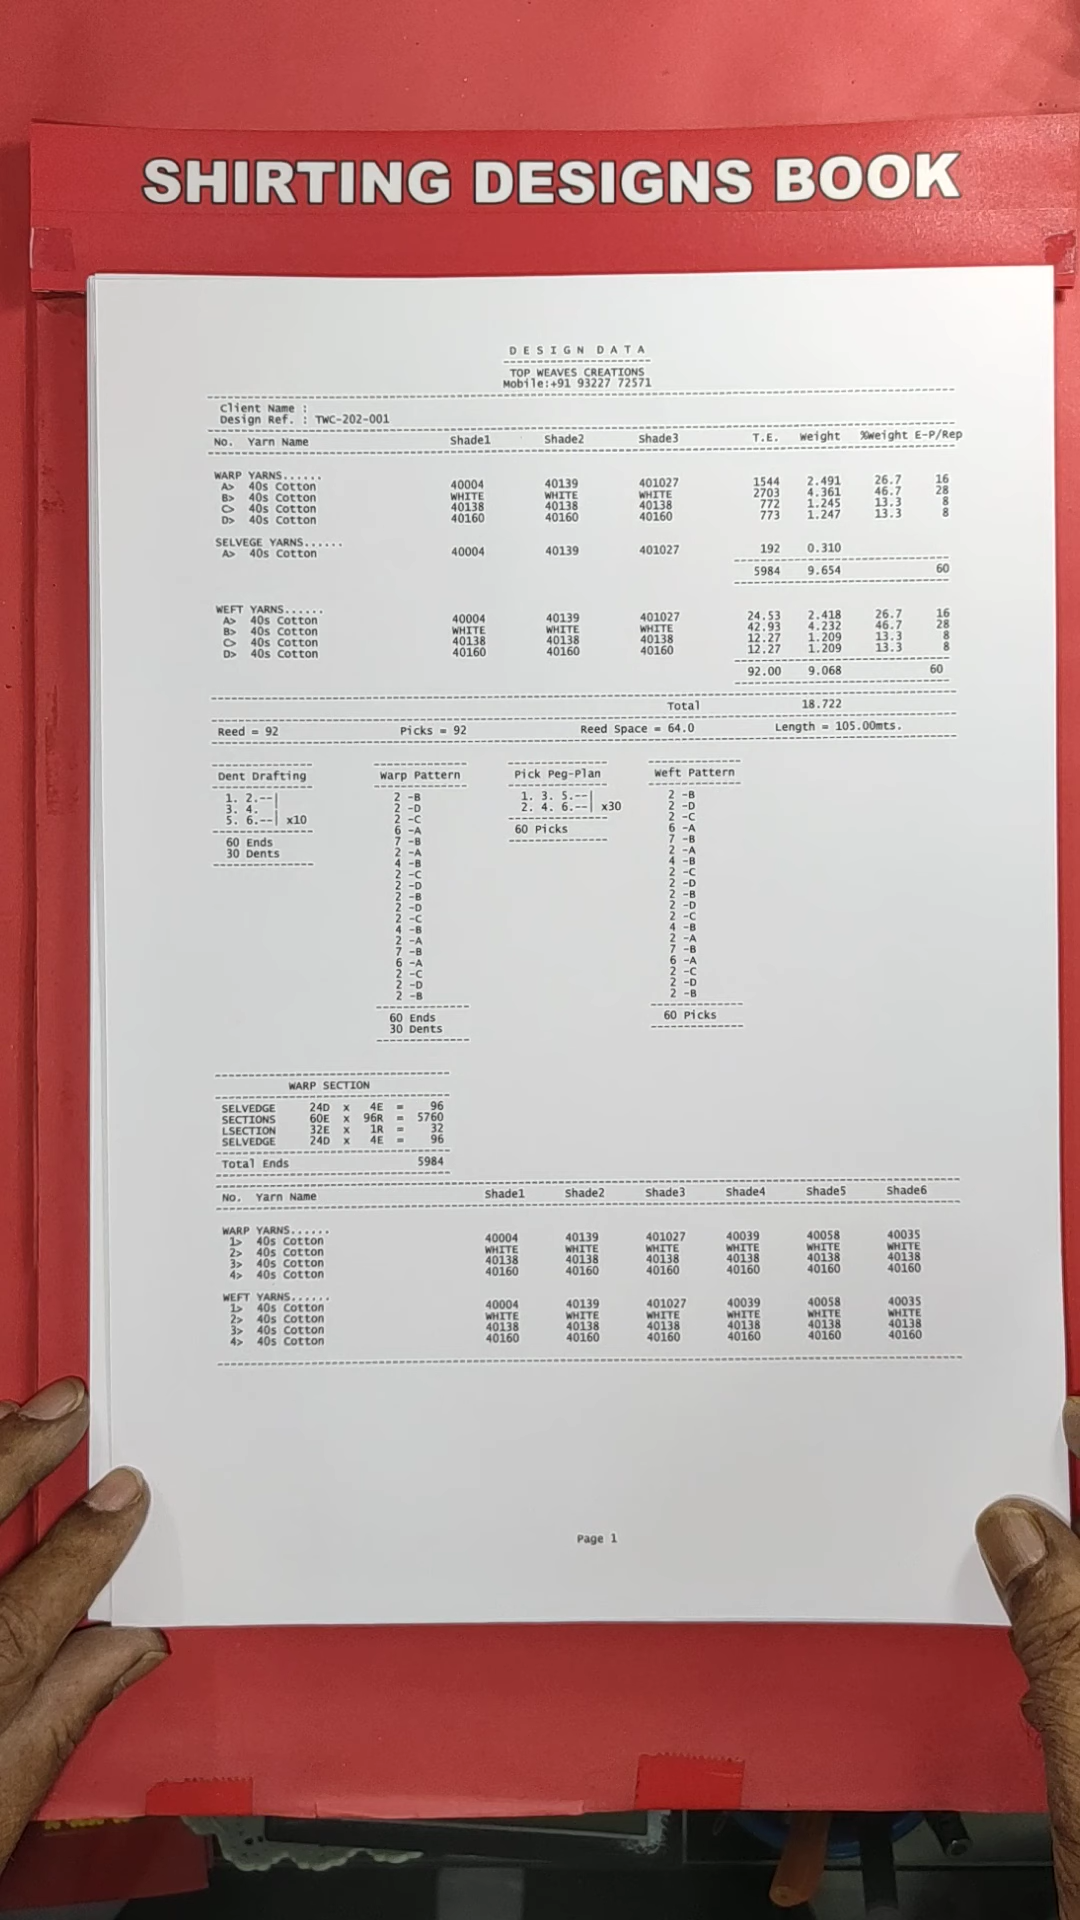 SHIRTING DESIGNS BOOK
D E S I G N D A T A
TOP WEAVES CREATIONS
Mobile:+91 93227 72571
Client Name :
Design Ref. : TWC-202-001
No. Yarn Name Shade1 Shade2 Shade3 T.E. Weight %Weight E-P/Rep
WARP YARNS......
A> 40s Cotton 40004 40139 401027 1544 2.491 26.7 16
B> 40s Cotton WHITE WHITE WHITE 2703 4.361 46.7 28
C> 40s Cotton 40138 40138 40138 772 1.245 13.3 8
D> 40s Cotton 40160 40160 40160 773 1.247 13.3 8
SELVEGE YARNS......
A> 40s Cotton 40004 40139 401027 192 0.310
5984 9.654 60
WEFT YARNS......
A> 40s Cotton 40004 40139 401027 24.53 2.418 26.7 16
B> 40s Cotton WHITE WHITE WHITE 42.93 4.232 46.7 28
C> 40s Cotton 40138 40138 40138 12.27 1.209 13.3 8
D> 40s Cotton 40160 40160 40160 12.27 1.209 13.3 8
92.00 9.068 60
Total 18.722
Reed = 92 Picks = 92 Reed Space = 64.0 Length = 105.00mts.
Dent Drafting Warp Pattern Pick Peg-Plan Weft Pattern
1. 2.--| 2 -B 1. 3. 5.--| 2 -B
3. 4. 2 -D 2. 4. 6.--| x30 2 -D
5. 6.--| x10 2 -C 2 -C
6 -A 60 Picks 6 -A
60 Ends 7 -B 7 -B
30 Dents 2 -A 2 -A
4 -B 4 -B
2 -C 2 -C
2 -D 2 -D
2 -B 2 -B
2 -D 2 -D
2 -C 2 -C
4 -B 4 -B
2 -A 2 -A
7 -B 7 -B
6 -A 6 -A
2 -C 2 -C
2 -D 2 -D
2 -B 2 -B
60 Ends 60 Picks
30 Dents
WARP SECTION
SELVEDGE 24D x 4E = 96
SECTIONS 60E x 96R = 5760
LSECTION 32E x 1R = 32
SELVEDGE 24D x 4E = 96
Total Ends 5984
No. Yarn Name Shade1 Shade2 Shade3 Shade4 Shade5 Shade6
WARP YARNS......
1> 40s Cotton 40004 40139 401027 40039 40058 40035
2> 40s Cotton WHITE WHITE WHITE WHITE WHITE WHITE
3> 40s Cotton 40138 40138 40138 40138 40138 40138
4> 40s Cotton 40160 40160 40160 40160 40160 40160
WEFT YARNS......
1> 40s Cotton 40004 40139 401027 40039 40058 40035
2> 40s Cotton WHITE WHITE WHITE WHITE WHITE WHITE
3> 40s Cotton 40138 40138 40138 40138 40138 40138
4> 40s Cotton 40160 40160 40160 40160 40160 40160
Page 1